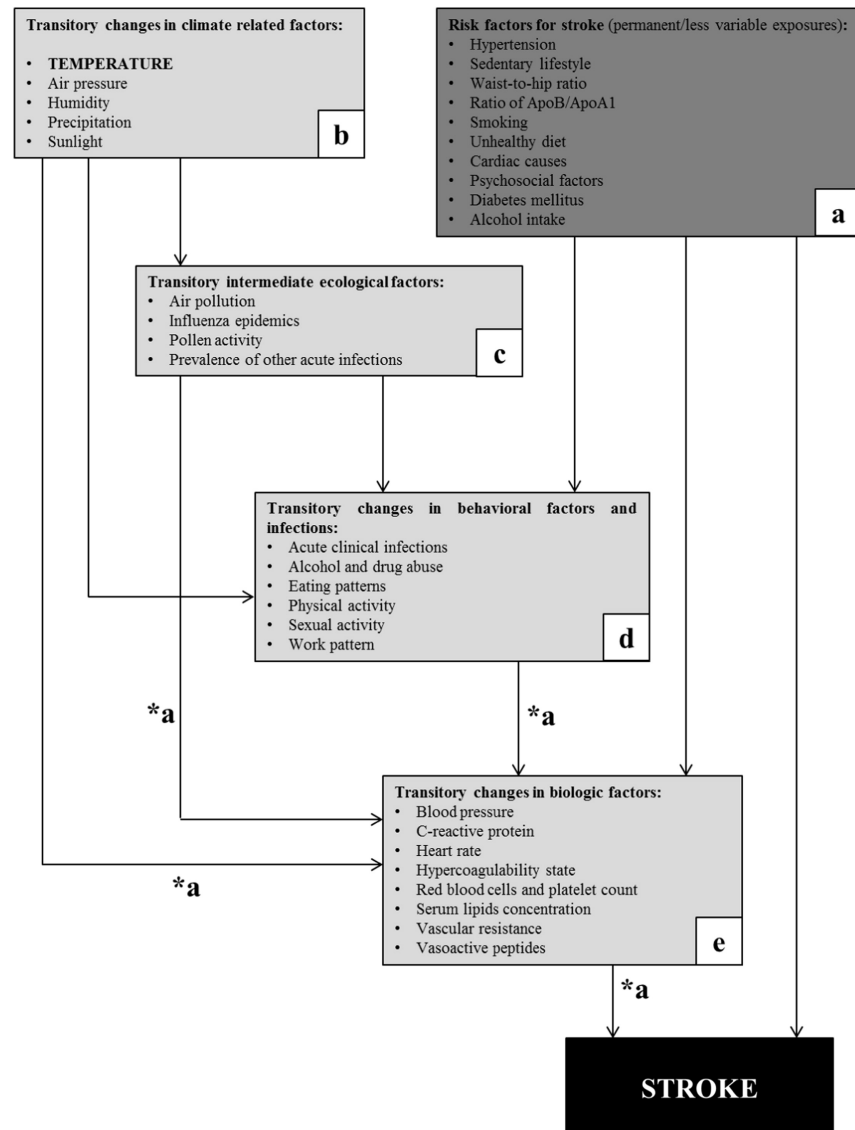 Transitory changes in climate related factors:
• TEMPERATURE
• Air pressure
• Humidity
• Precipitation
• Sunlight
b
Risk factors for stroke (permanent/less variable exposures):
• Hypertension
• Sedentary lifestyle
• Waist-to-hip ratio
• Ratio of ApoB/ApoA1
• Smoking
• Unhealthy diet
• Cardiac causes
• Psychosocial factors
• Diabetes mellitus
• Alcohol intake
a
Transitory intermediate ecological factors:
• Air pollution
• Influenza epidemics
• Pollen activity
• Prevalence of other acute infections
c
Transitory changes in behavioral factors and
infections:
• Acute clinical infections
• Alcohol and drug abuse
• Eating patterns
• Physical activity
• Sexual activity
• Work pattern
d
*a
*a
Transitory changes in biologic factors:
• Blood pressure
• C-reactive protein
• Heart rate
• Hypercoagulability state
• Red blood cells and platelet count
• Serum lipids concentration
• Vascular resistance
• Vasoactive peptides
e
*a
*a
STROKE